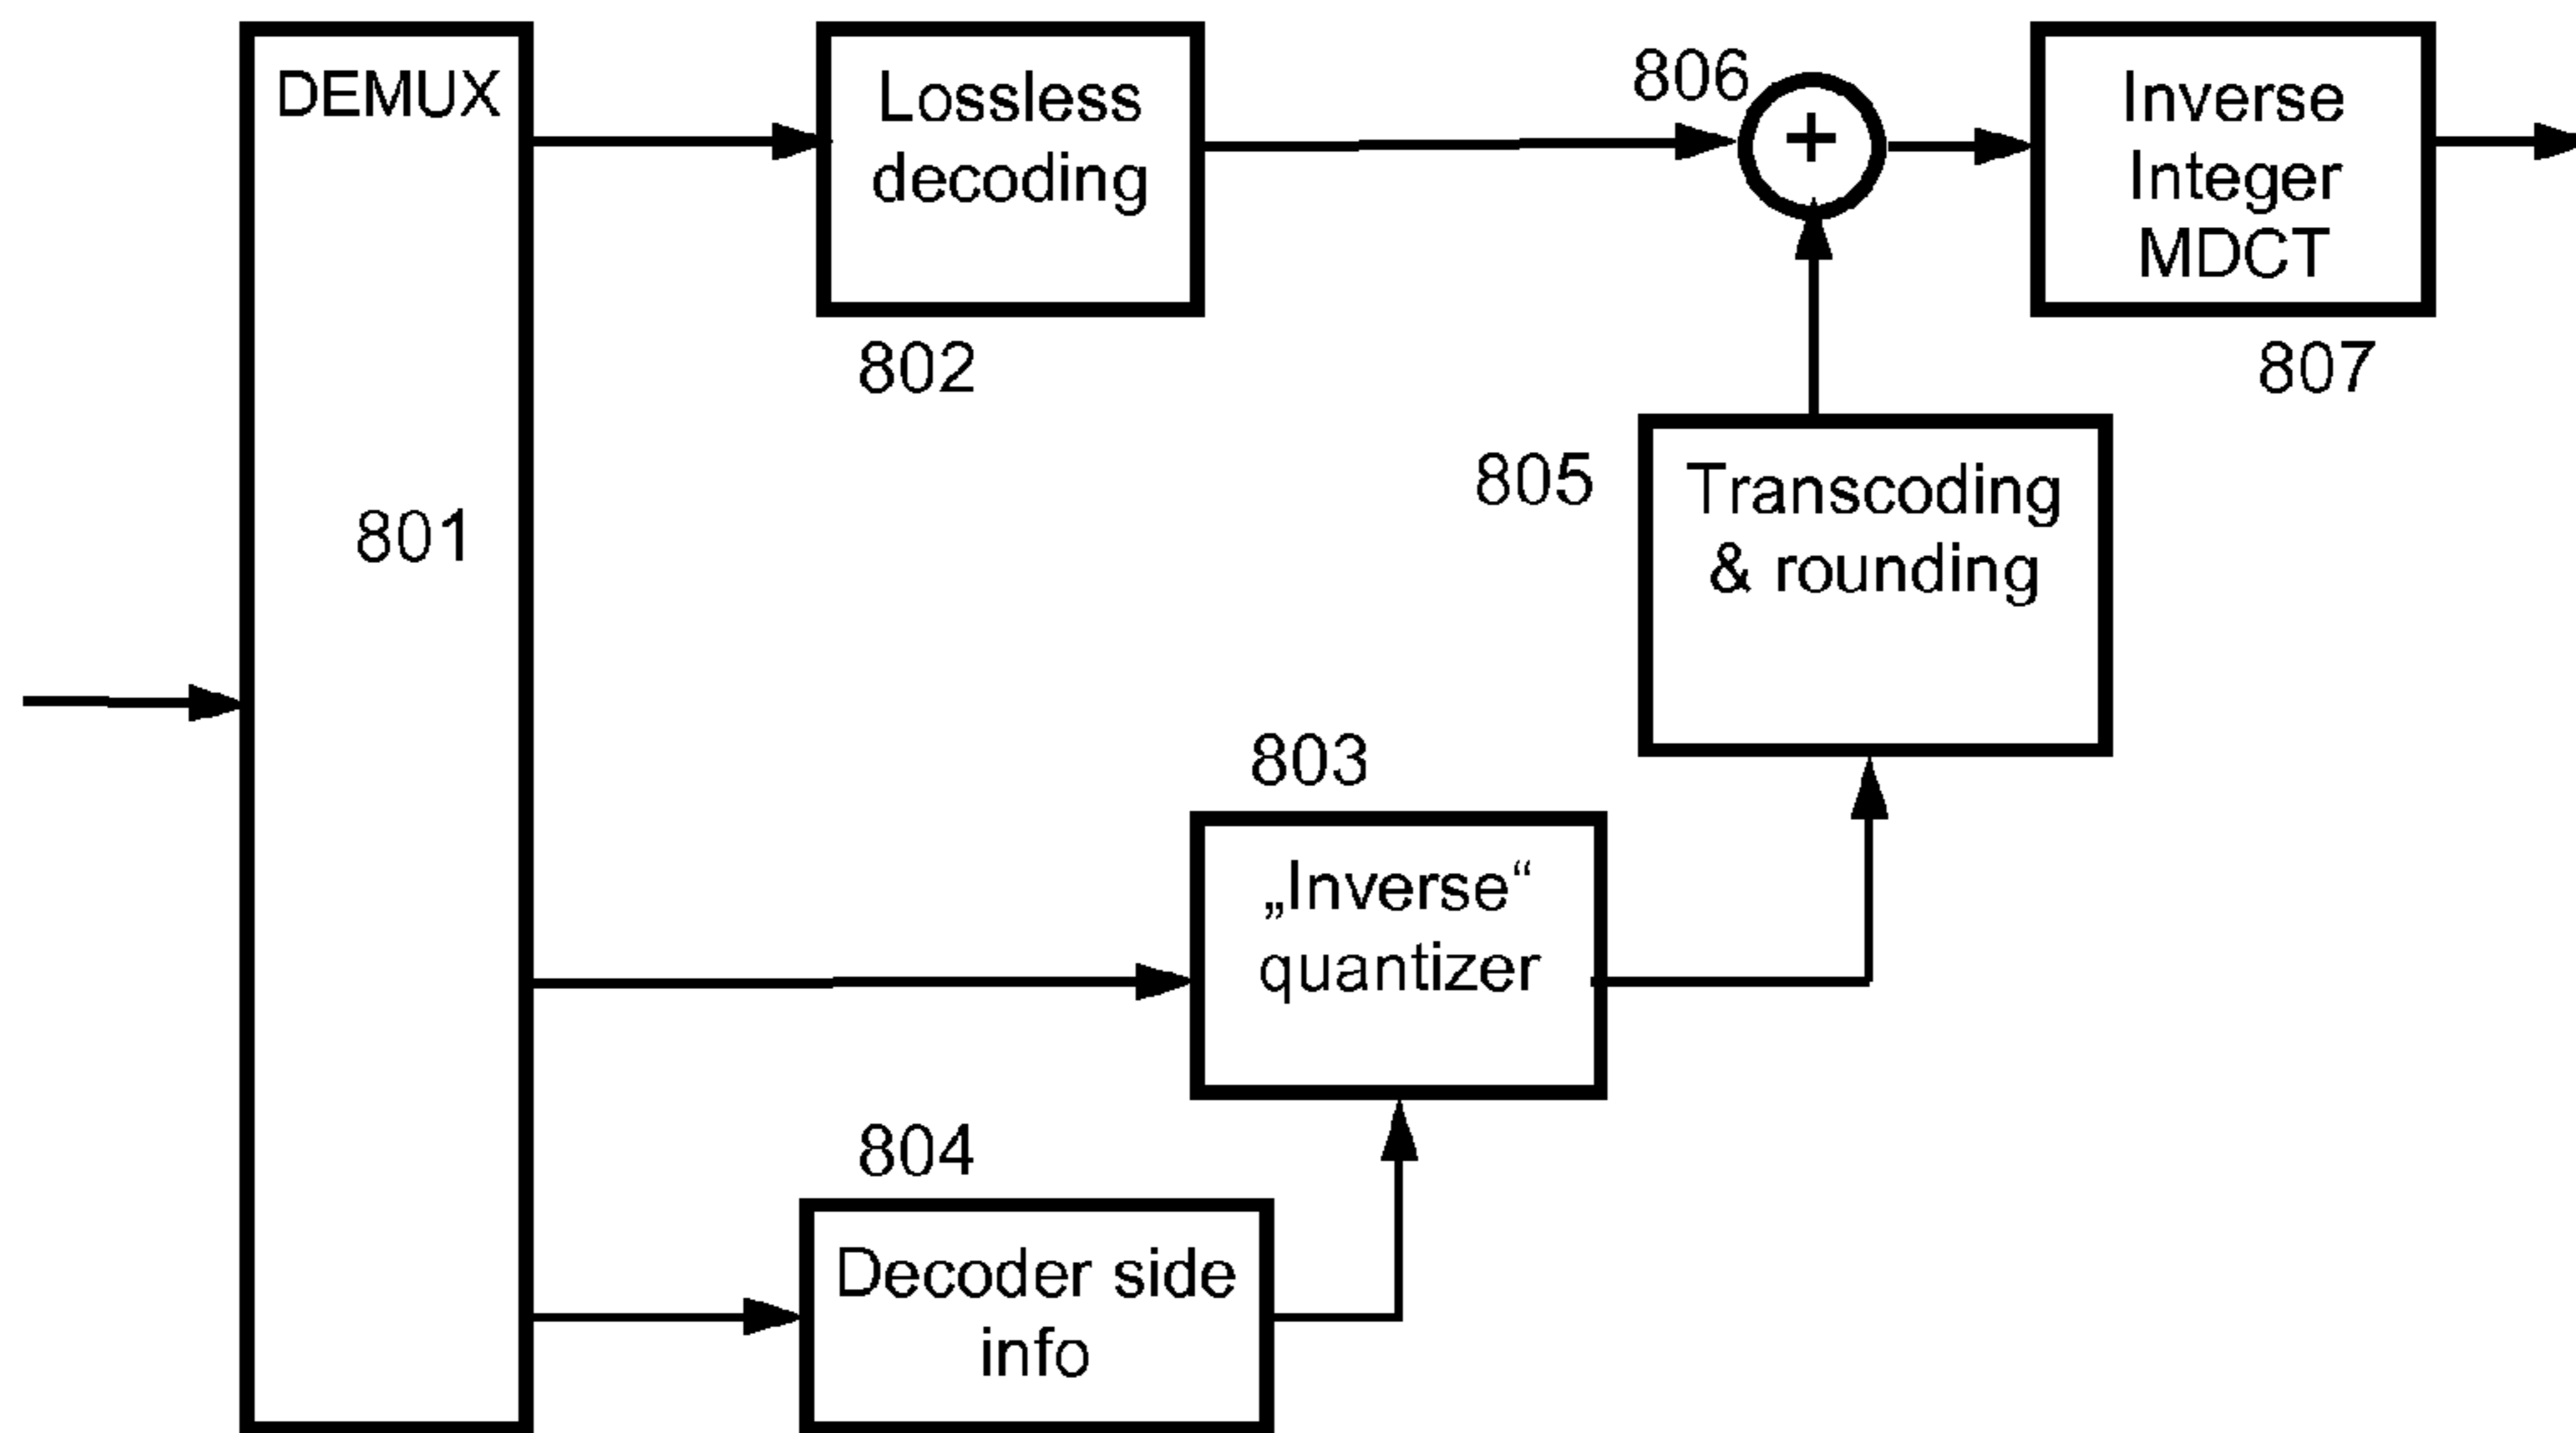 DEMUX
801
Lossless
decoding
802
806
+
Inverse
Integer
MDCT
807
805
Transcoding
& rounding
803
„Inverse“
quantizer
804
Decoder side
info